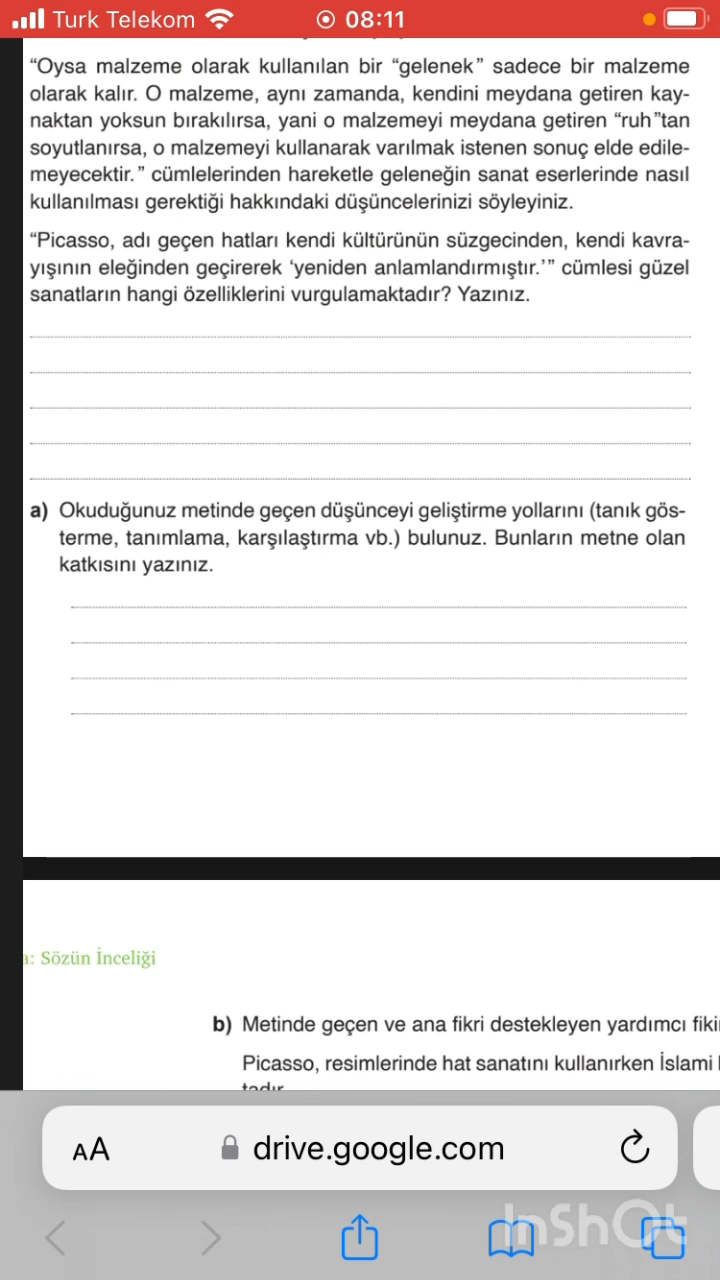 Turk Telekom 08:11
“Oysa malzeme olarak kullanılan bir “gelenek” sadece bir malzeme
olarak kalır. O malzeme, aynı zamanda, kendini meydana getiren kay-
naktan yoksun bırakılırsa, yani o malzemeyi meydana getiren “ruh”tan
soyutlanırsa, o malzemeyi kullanarak varılmak istenen sonuç elde edile-
meyecektir.” cümlelerinden hareketle geleneğin sanat eserlerinde nasıl
kullanılması gerektiği hakkındaki düşüncelerinizi söyleyiniz.
“Picasso, adı geçen hatları kendi kültürünün süzgecinden, kendi kavra-
yışının eleğinden geçirerek ‘yeniden anlamlandırmıştır.’” cümlesi güzel
sanatların hangi özelliklerini vurgulamaktadır? Yazınız.
a) Okuduğunuz metinde geçen düşünceyi geliştirme yollarını (tanık gös-
terme, tanımlama, karşılaştırma vb.) bulunuz. Bunların metne olan
katkısını yazınız.
a: Sözün İnceliği
b) Metinde geçen ve ana fikri destekleyen yardımcı fiki
Picasso, resimlerinde hat sanatını kullanırken İslami
tadır
AA drive.google.com
InShOt